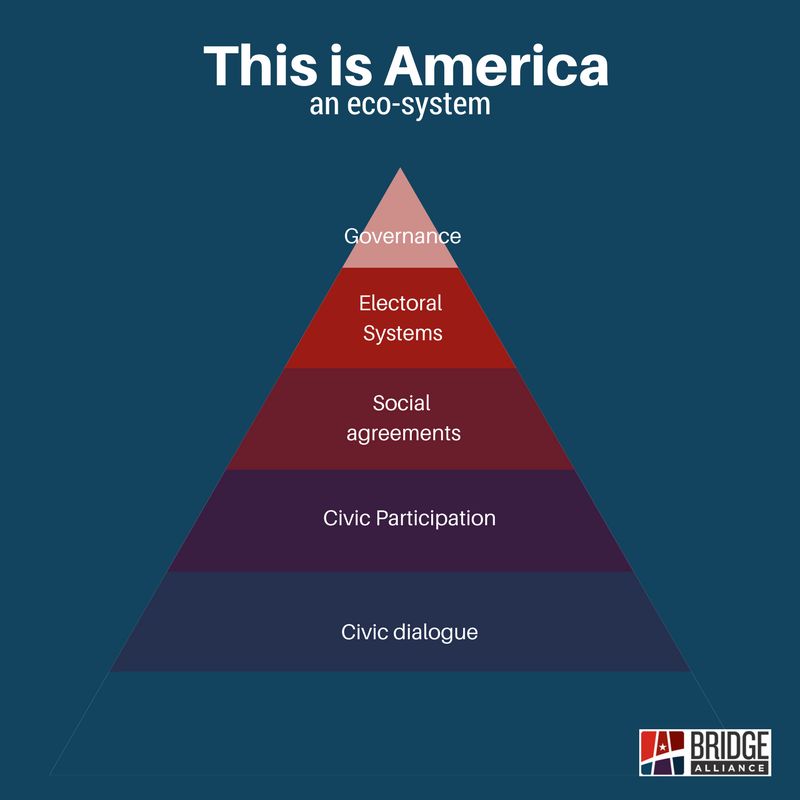 This is America
an eco-system
Governance
Electoral
Systems
Social
agreements
Civic Participation
Civic dialogue
BRIDGE
ALLIANCE